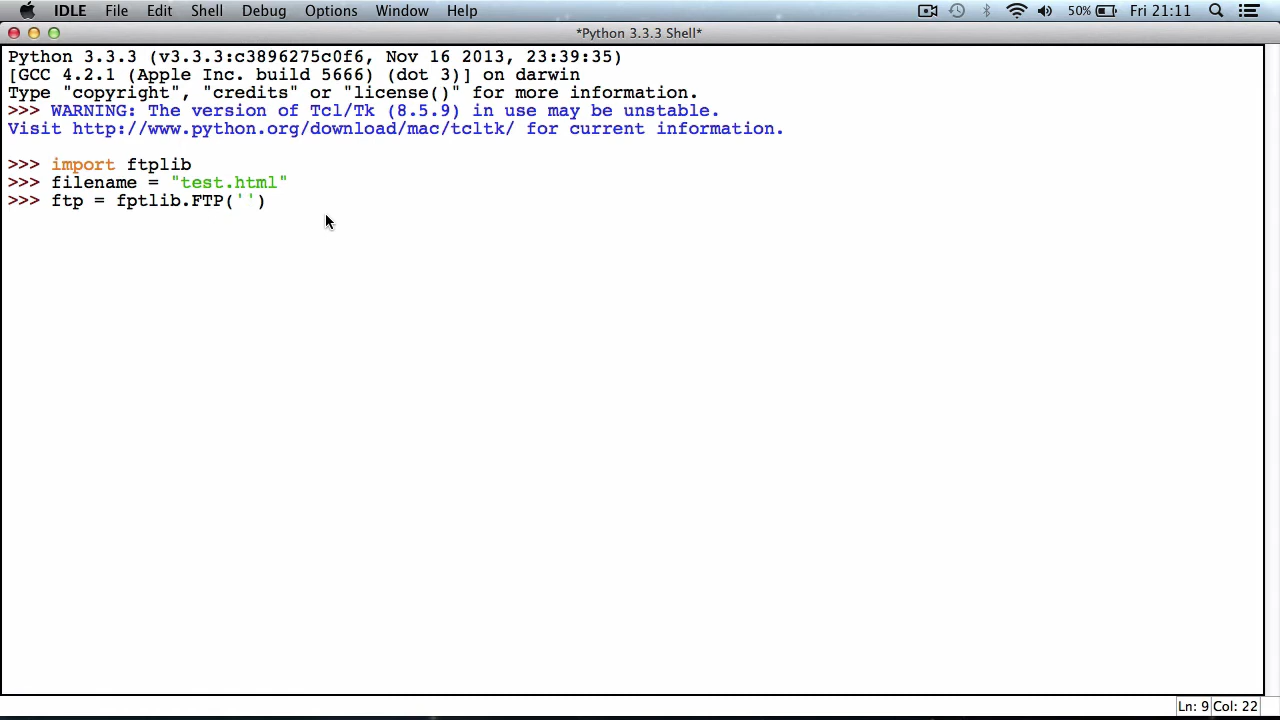 IDLE File Edit Shell Debug Options Window Help 50% Fri 21:11
*Python 3.3.3 Shell*
Python 3.3.3 (v3.3.3:c3896275c0f6, Nov 16 2013, 23:39:35)
[GCC 4.2.1 (Apple Inc. build 5666) (dot 3)] on darwin
Type "copyright", "credits" or "license()" for more information.
>>> WARNING: The version of Tcl/Tk (8.5.9) in use may be unstable.
Visit http://www.python.org/download/mac/tcltk/ for current information.
>>> import ftplib
>>> filename = "test.html"
>>> ftp = fptlib.FTP('')
Ln: 9 Col: 22